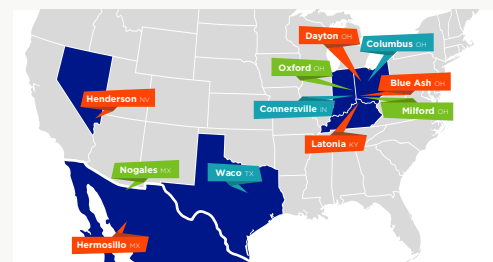 Dayton OH
Columbus OH
Oxford OH
Blue Ash OH
Henderson NV
Connersville IN
Milford OH
Latonia KY
Nogales MX
Waco TX
Hermosillo MX